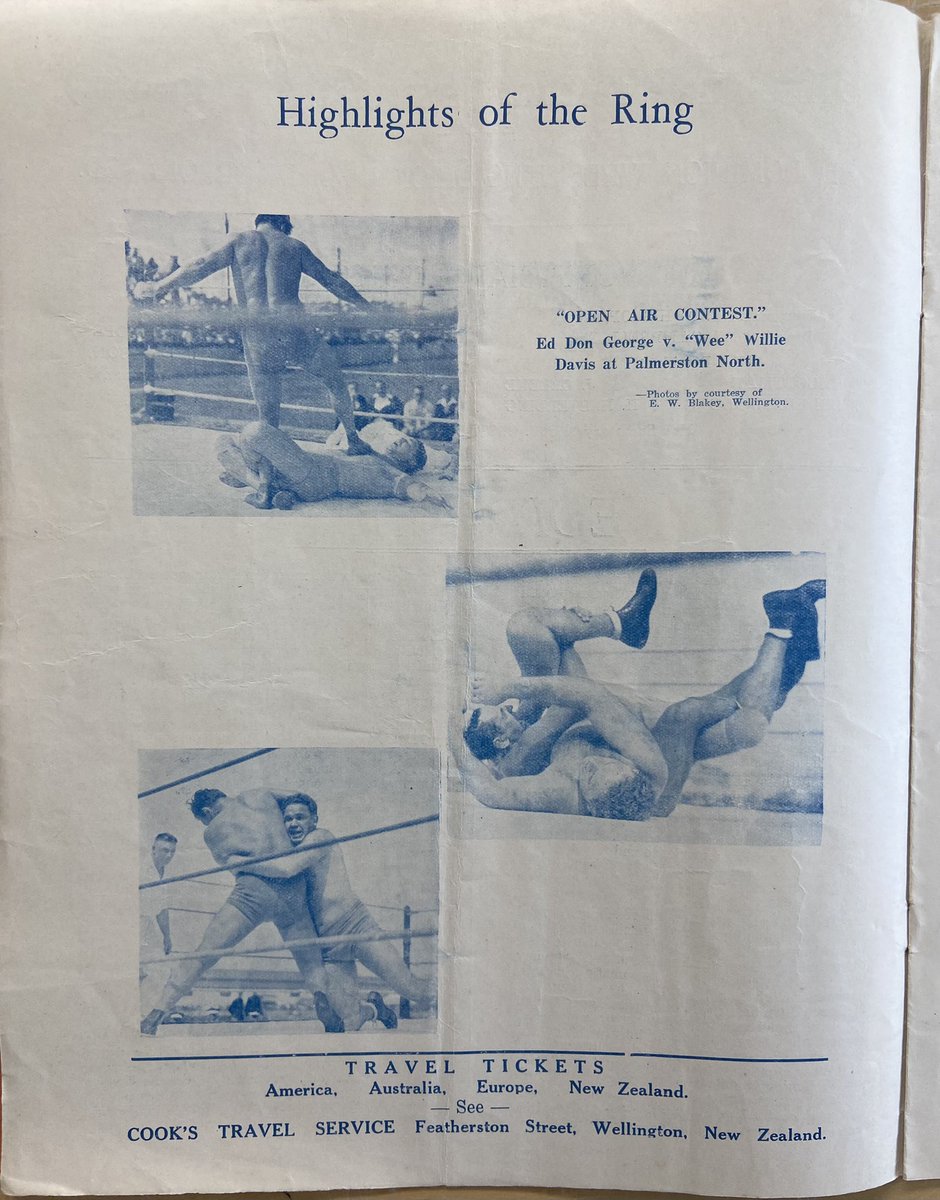 Highlights of the Ring
"OPEN AIR CONTEST."
Ed Don George v. "Wee" Willie
Davis at Palmerston North.
—Photos by courtesy of
E. W. Blakey, Wellington.
TRAVEL TICKETS
America, Australia, Europe, New Zealand.
— See —
COOK'S TRAVEL SERVICE Featherston Street, Wellington, New Zealand.